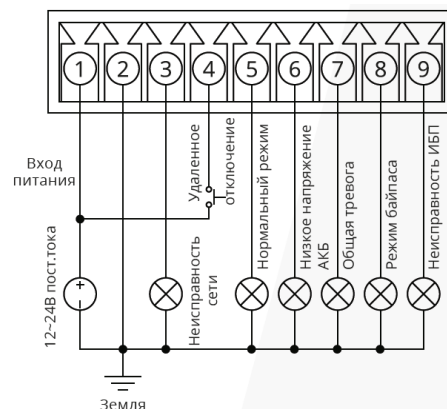 1 2 3 4 5 6 7 8 9
Вход
питания
12~24В пост.тока
Земля
Неисправность
сети
Удаленное
отключение
Нормальный режим
Низкое напряжение
АКБ
Общая тревога
Режим байпаса
Неисправность ИБП
+
−